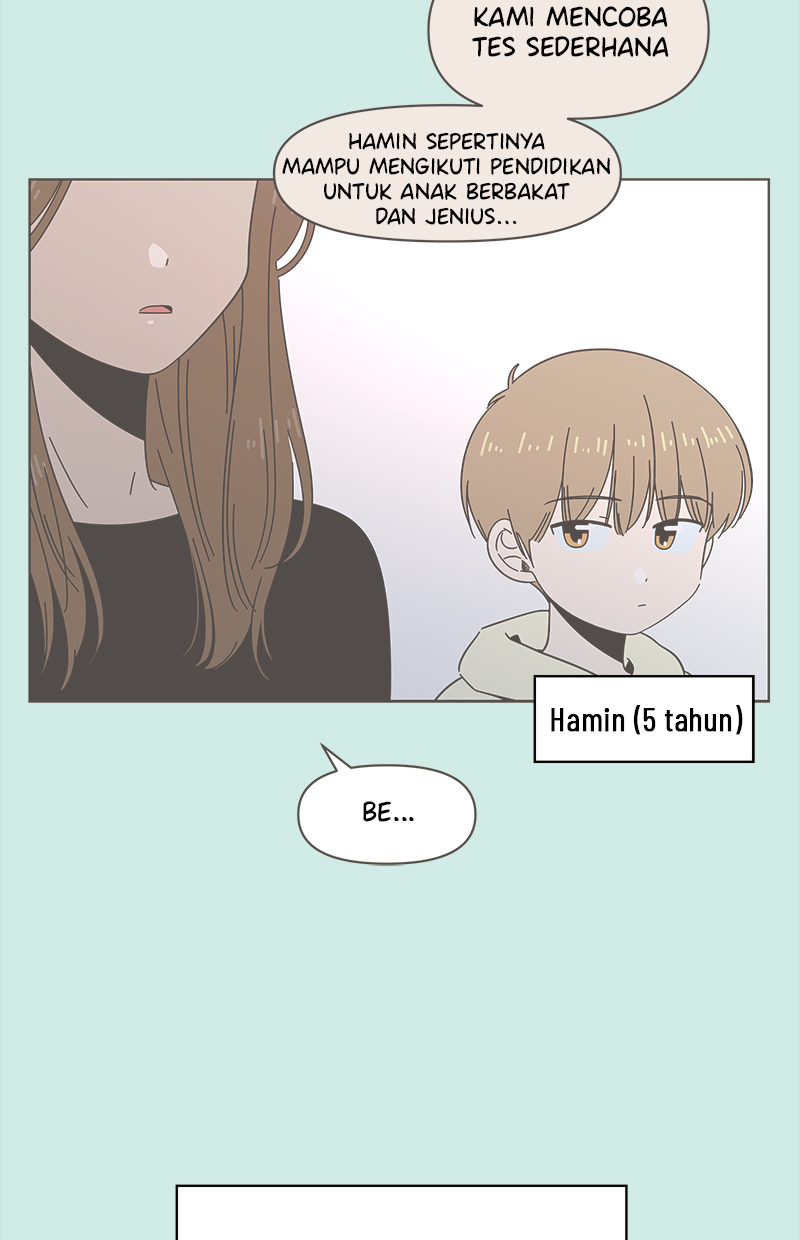 KAMI MENCOBA
TES SEDERHANA
HAMIN SEPERTINYA
MAMPU MENGIKUTI PENDIDIKAN
UNTUK ANAK BERBAKAT
DAN JENIUS...
Hamin (5 tahun)
BE...